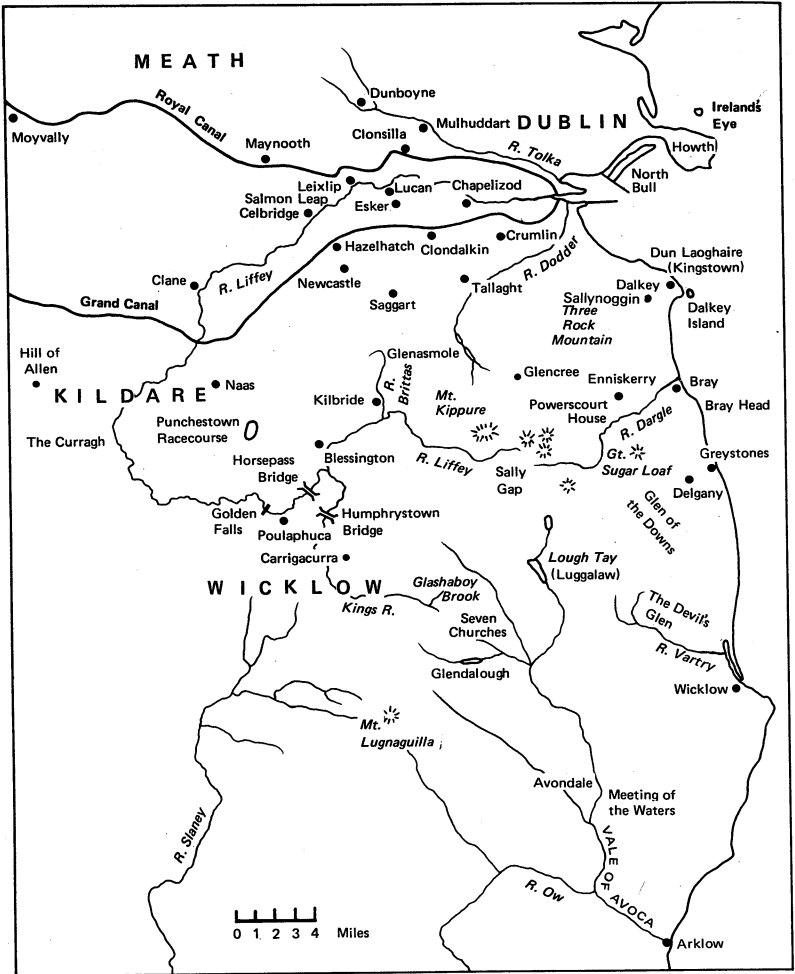 MEATH
Dunboyne
Royal Canal
Ireland's
Eye
Moyvally
Mulhuddart
DUBLIN
Clonsilla
Maynooth
R. Tolka
Howth
North
Bull
Leixlip
Lucan
Chapelizod
Salmon Leap
Celbridge
Esker
Hazelhatch
Clondalkin
Crumlin
Dun Laoghaire
(Kingstown)
R. Dodder
Clane
R. Liffey
Newcastle
Tallaght
Dalkey
Sallynoggin
Dalkey
Island
Grand Canal
Saggart
Three
Rock
Mountain
Hill of
Allen
Glenasmole
Glencree
Enniskerry
Bray
KILDARE
Naas
R.
Brittas
Kilbride
Mt.
Kippure
Powerscourt
House
Bray Head
Punchestown
Racecourse
R. Dargle
The Curragh
Blessington
R. Liffey
Sally
Gap
Gt.
Sugar Loaf
Greystones
Horsepass
Bridge
Delgany
Golden
Falls
Poulaphuca
Humphrystown
Bridge
Glen of
the Downs
Carrigacurra
Lough Tay
(Luggalaw)
WICKLOW
Glashaboy
Brook
Kings R.
The Devil's
Glen
Seven
Churches
R. Vartry
Glendalough
Wicklow
Mt.
Lugnaguilla
Avondale
Meeting of
the Waters
R. Slaney
VALE OF AVOCA
R. Ow
0 1 2 3 4 Miles
Arklow